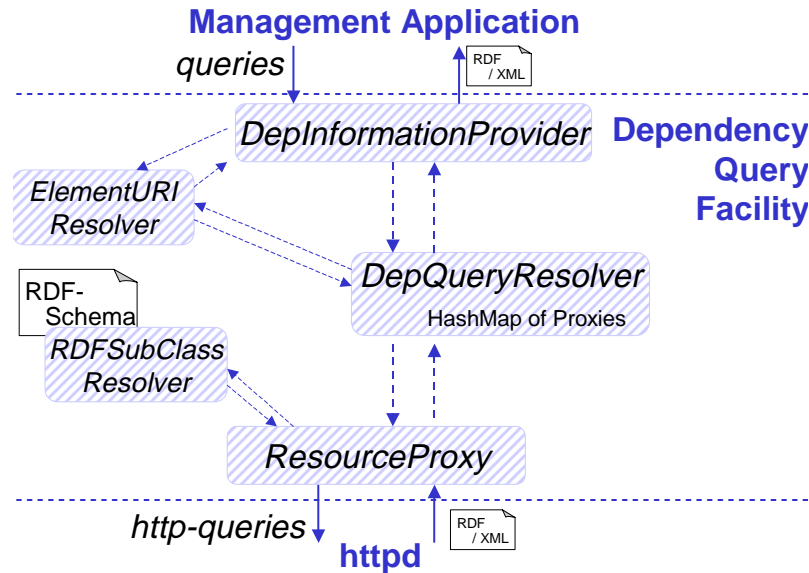 Management Application
queries
RDF
/ XML
DepInformationProvider
Dependency
Query
Facility
ElementURI
Resolver
DepQueryResolver
HashMap of Proxies
RDF-
Schema
RDFSubClass
Resolver
ResourceProxy
http-queries
RDF
/ XML
httpd